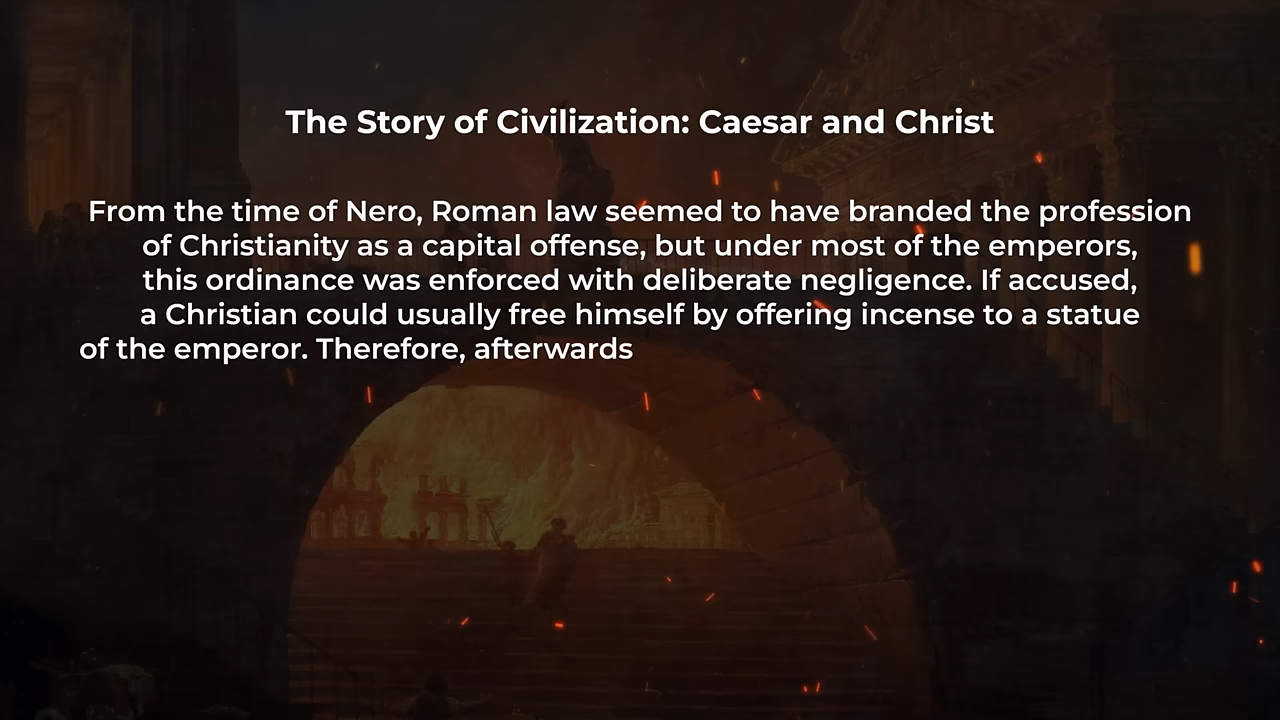 The Story of Civilization: Caesar and Christ
From the time of Nero, Roman law seemed to have branded the profession
of Christianity as a capital offense, but under most of the emperors,
this ordinance was enforced with deliberate negligence. If accused,
a Christian could usually free himself by offering incense to a statue
of the emperor. Therefore, afterwards